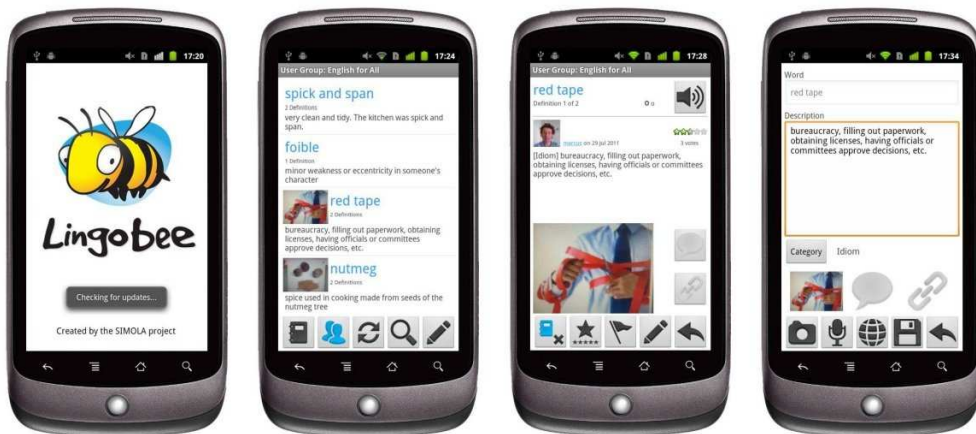 17:20
Lingobee
Checking for updates...
Created by the SIMOLA project
17:24
User Group: English for All
spick and span
2 Definitions
very clean and tidy. The kitchen was spick and
span.
foible
1 Definition
minor weakness or eccentricity in someone's
character
red tape
2 Definitions
bureaucracy, filling out paperwork, obtaining
licenses, having officials or committees
approve decisions, etc.
nutmeg
2 Definitions
spice used in cooking made from seeds of the
nutmeg tree
17:28
User Group: English for All
red tape
Definition 1 of 2
marcus on 29 Jul 2011
3 votes
[Idiom] bureaucracy, filling out paperwork,
obtaining licenses, having officials or committees
approve decisions, etc.
17:34
Word
red tape
Description
bureaucracy, filling out paperwork,
obtaining licenses, having officials or
committees approve decisions, etc.
Category Idiom